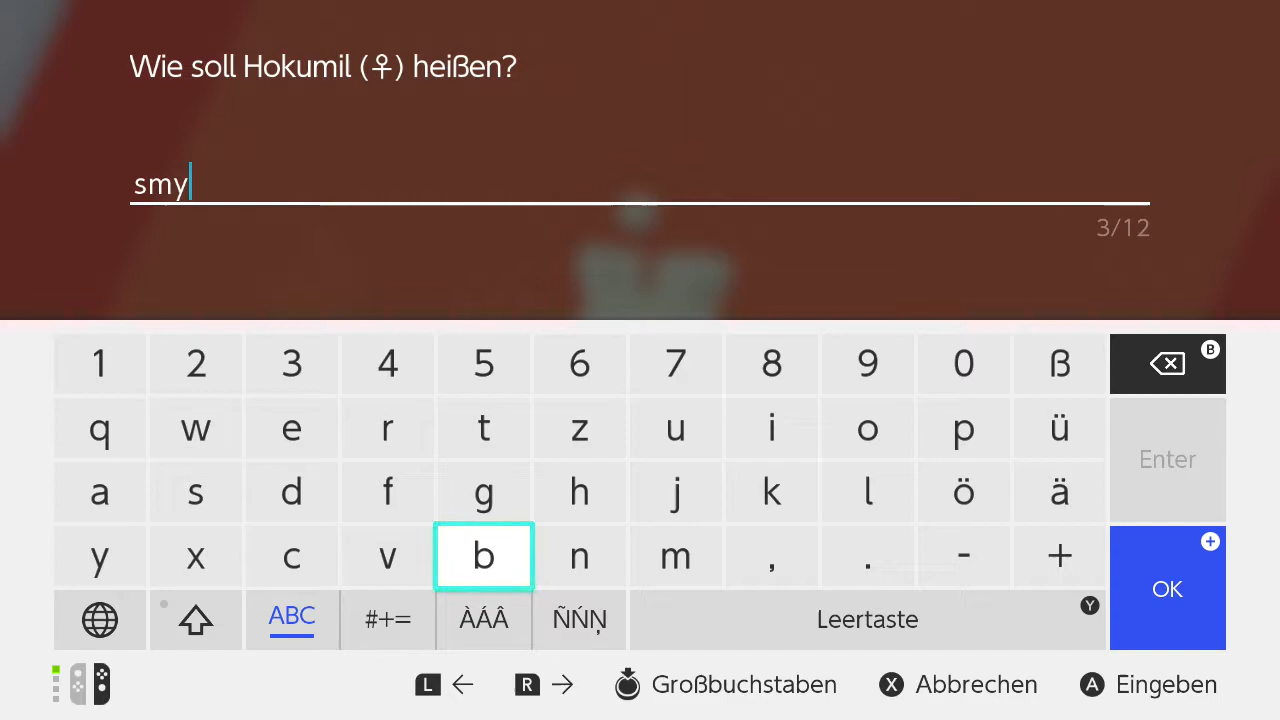 Wie soll Hokumil (♀) heißen?
smy
3/12
1 2 3 4 5 6 7 8 9 0 ß B
q w e r t z u i o p ü
Enter
a s d f g h j k l ö ä
y x c v b n m , . - +
OK
ABC #+= ÀÁÂ ÑŃŅ Leertaste Y
L ← R → Großbuchstaben X Abbrechen A Eingeben